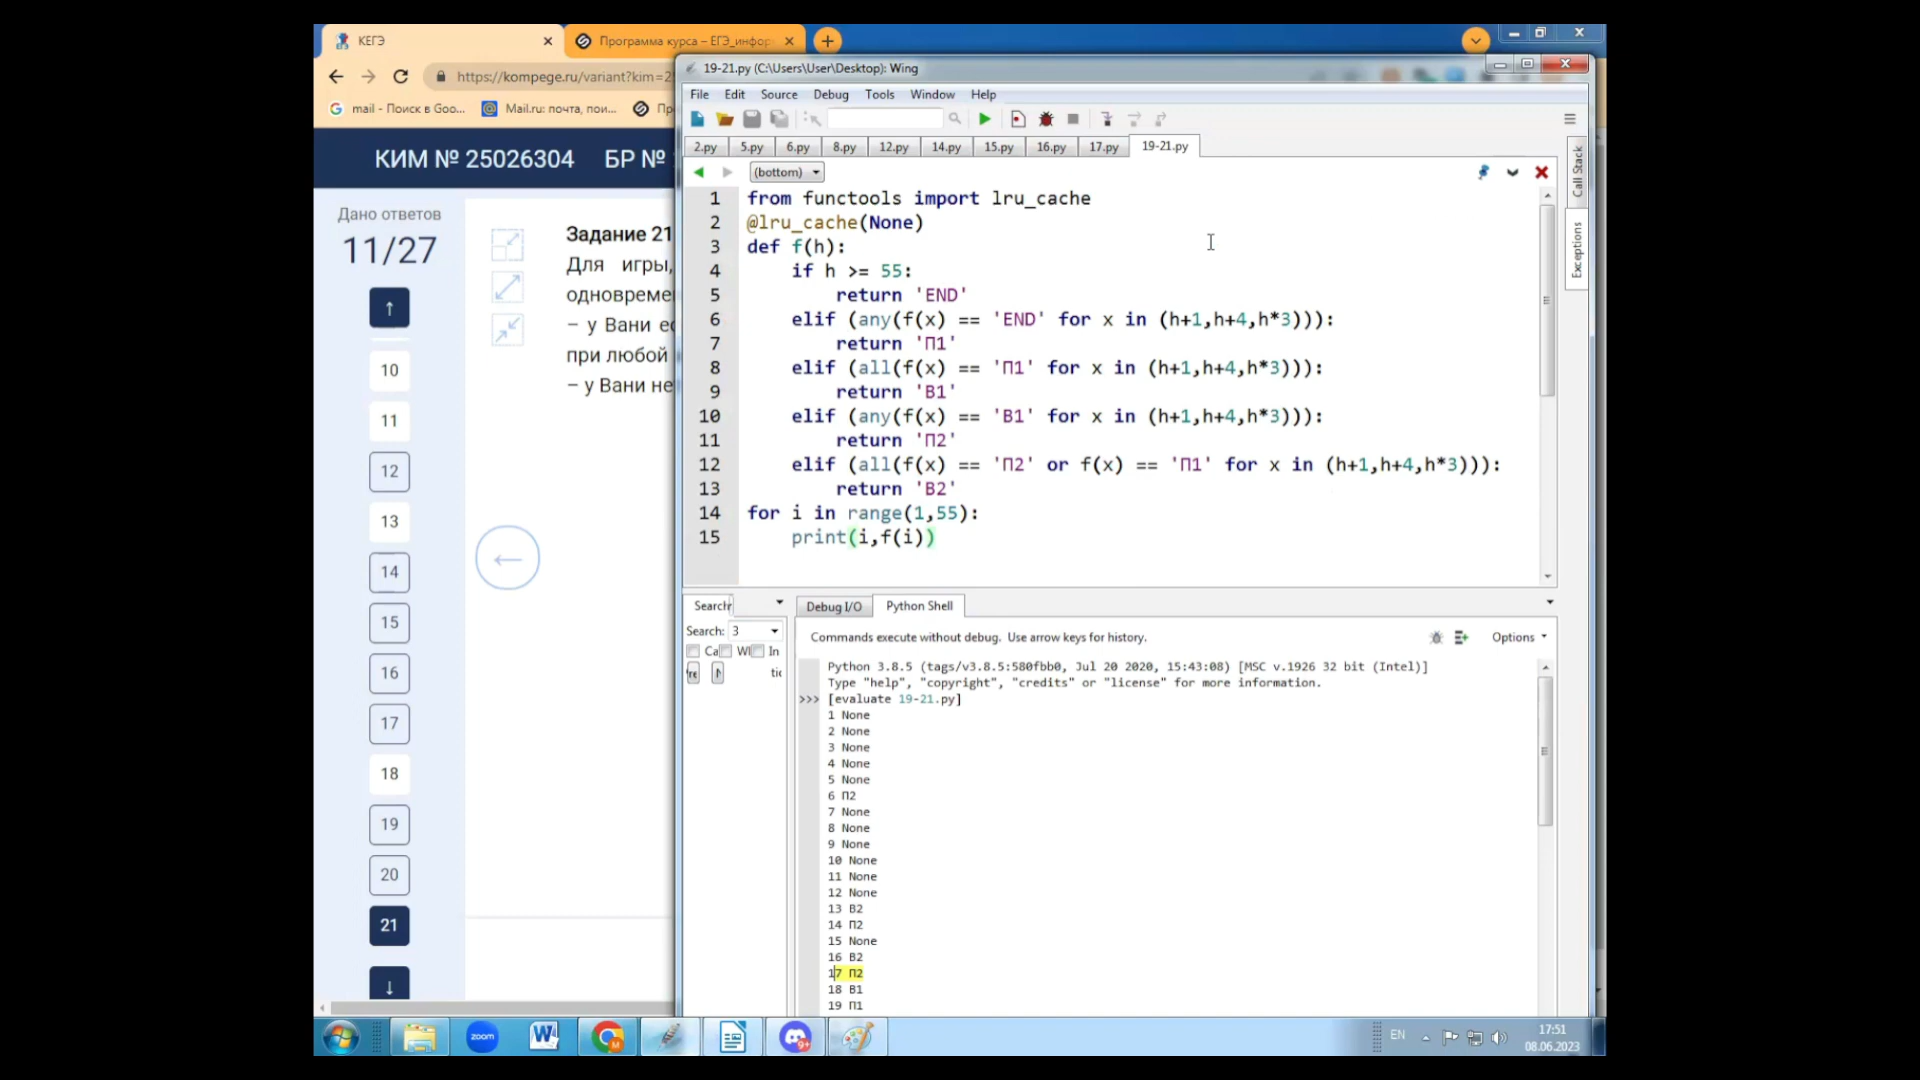 КЕГЭ
Программа курса – ЕГЭ_инфор
https://kompege.ru/variant?kim=2
mail - Поиск в Goo...
Mail.ru: почта, пои...
КИМ № 25026304 БР №
Дано ответов
11/27
↑
10
11
12
13
14
15
16
17
18
19
20
21
↓
Задание 21
Для игры,
одновреме
– у Вани ес
при любой
– у Вани не
←
19-21.py (C:\Users\User\Desktop): Wing
File Edit Source Debug Tools Window Help
2.py 5.py 6.py 8.py 12.py 14.py 15.py 16.py 17.py 19-21.py
(bottom)
Call Stack
Exceptions
1 from functools import lru_cache
2 @lru_cache(None)
3 def f(h):
4 if h >= 55:
5 return 'END'
6 elif (any(f(x) == 'END' for x in (h+1,h+4,h*3))):
7 return 'П1'
8 elif (all(f(x) == 'П1' for x in (h+1,h+4,h*3))):
9 return 'В1'
10 elif (any(f(x) == 'В1' for x in (h+1,h+4,h*3))):
11 return 'П2'
12 elif (all(f(x) == 'П2' or f(x) == 'П1' for x in (h+1,h+4,h*3))):
13 return 'В2'
14 for i in range(1,55):
15 print(i,f(i))
Search
Search: 3
Ca Wl In
Debug I/O Python Shell
Commands execute without debug. Use arrow keys for history.
Options
Python 3.8.5 (tags/v3.8.5:580fbb0, Jul 20 2020, 15:43:08) [MSC v.1926 32 bit (Intel)]
Type "help", "copyright", "credits" or "license" for more information.
>>> [evaluate 19-21.py]
1 None
2 None
3 None
4 None
5 None
6 П2
7 None
8 None
9 None
10 None
11 None
12 None
13 В2
14 П2
15 None
16 В2
17 П2
18 В1
19 П1
zoom
EN
17:51
08.06.2023